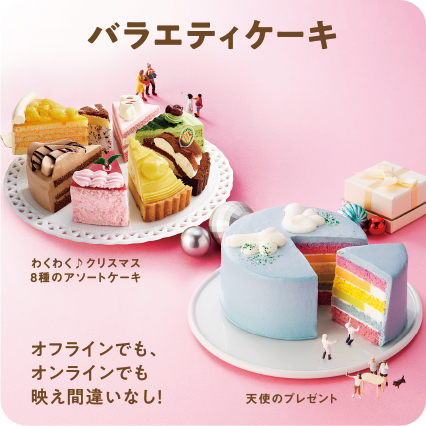 バラエティケーキ
わくわく♪クリスマス
8種のアソートケーキ
オフラインでも、
オンラインでも
映え間違いなし!
天使のプレゼント